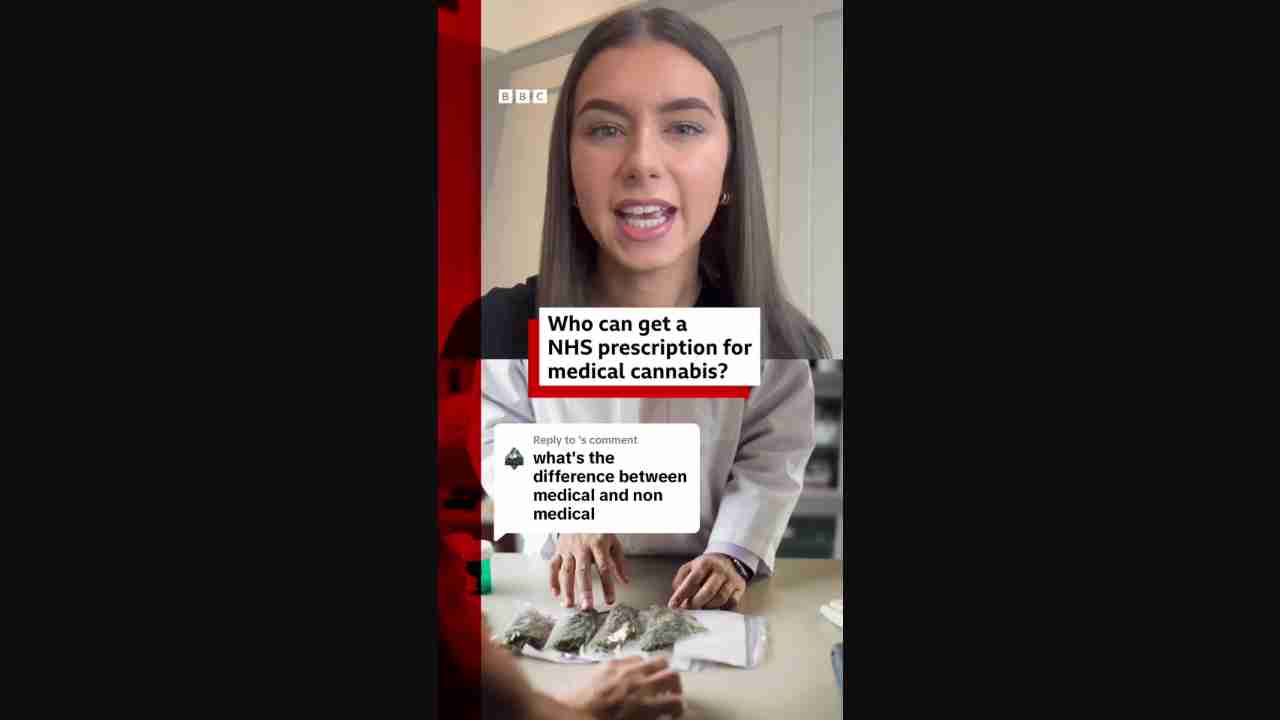 BBC
Who can get a
NHS prescription for
medical cannabis?
Reply to 's comment
what's the
difference between
medical and non
medical